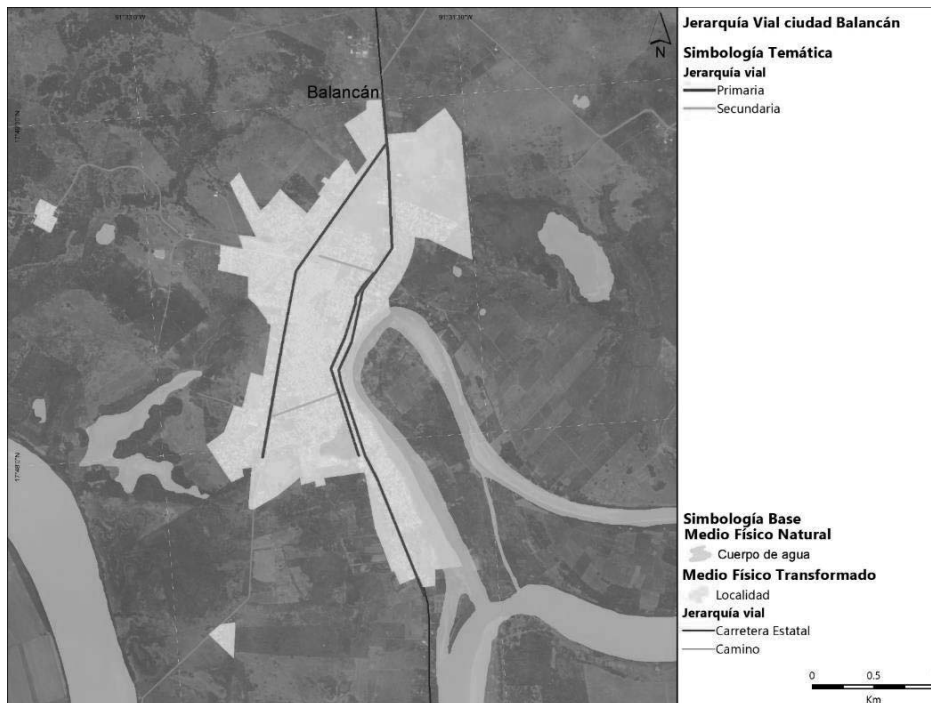 Jerarquía Vial ciudad Balancán
Simbología Temática
Jerarquía vial
Primaria
Secundaria
N
Balancán
Simbología Base
Medio Físico Natural
Cuerpo de agua
Medio Físico Transformado
Localidad
Jerarquía vial
Carretera Estatal
Camino
0 0.5
Km